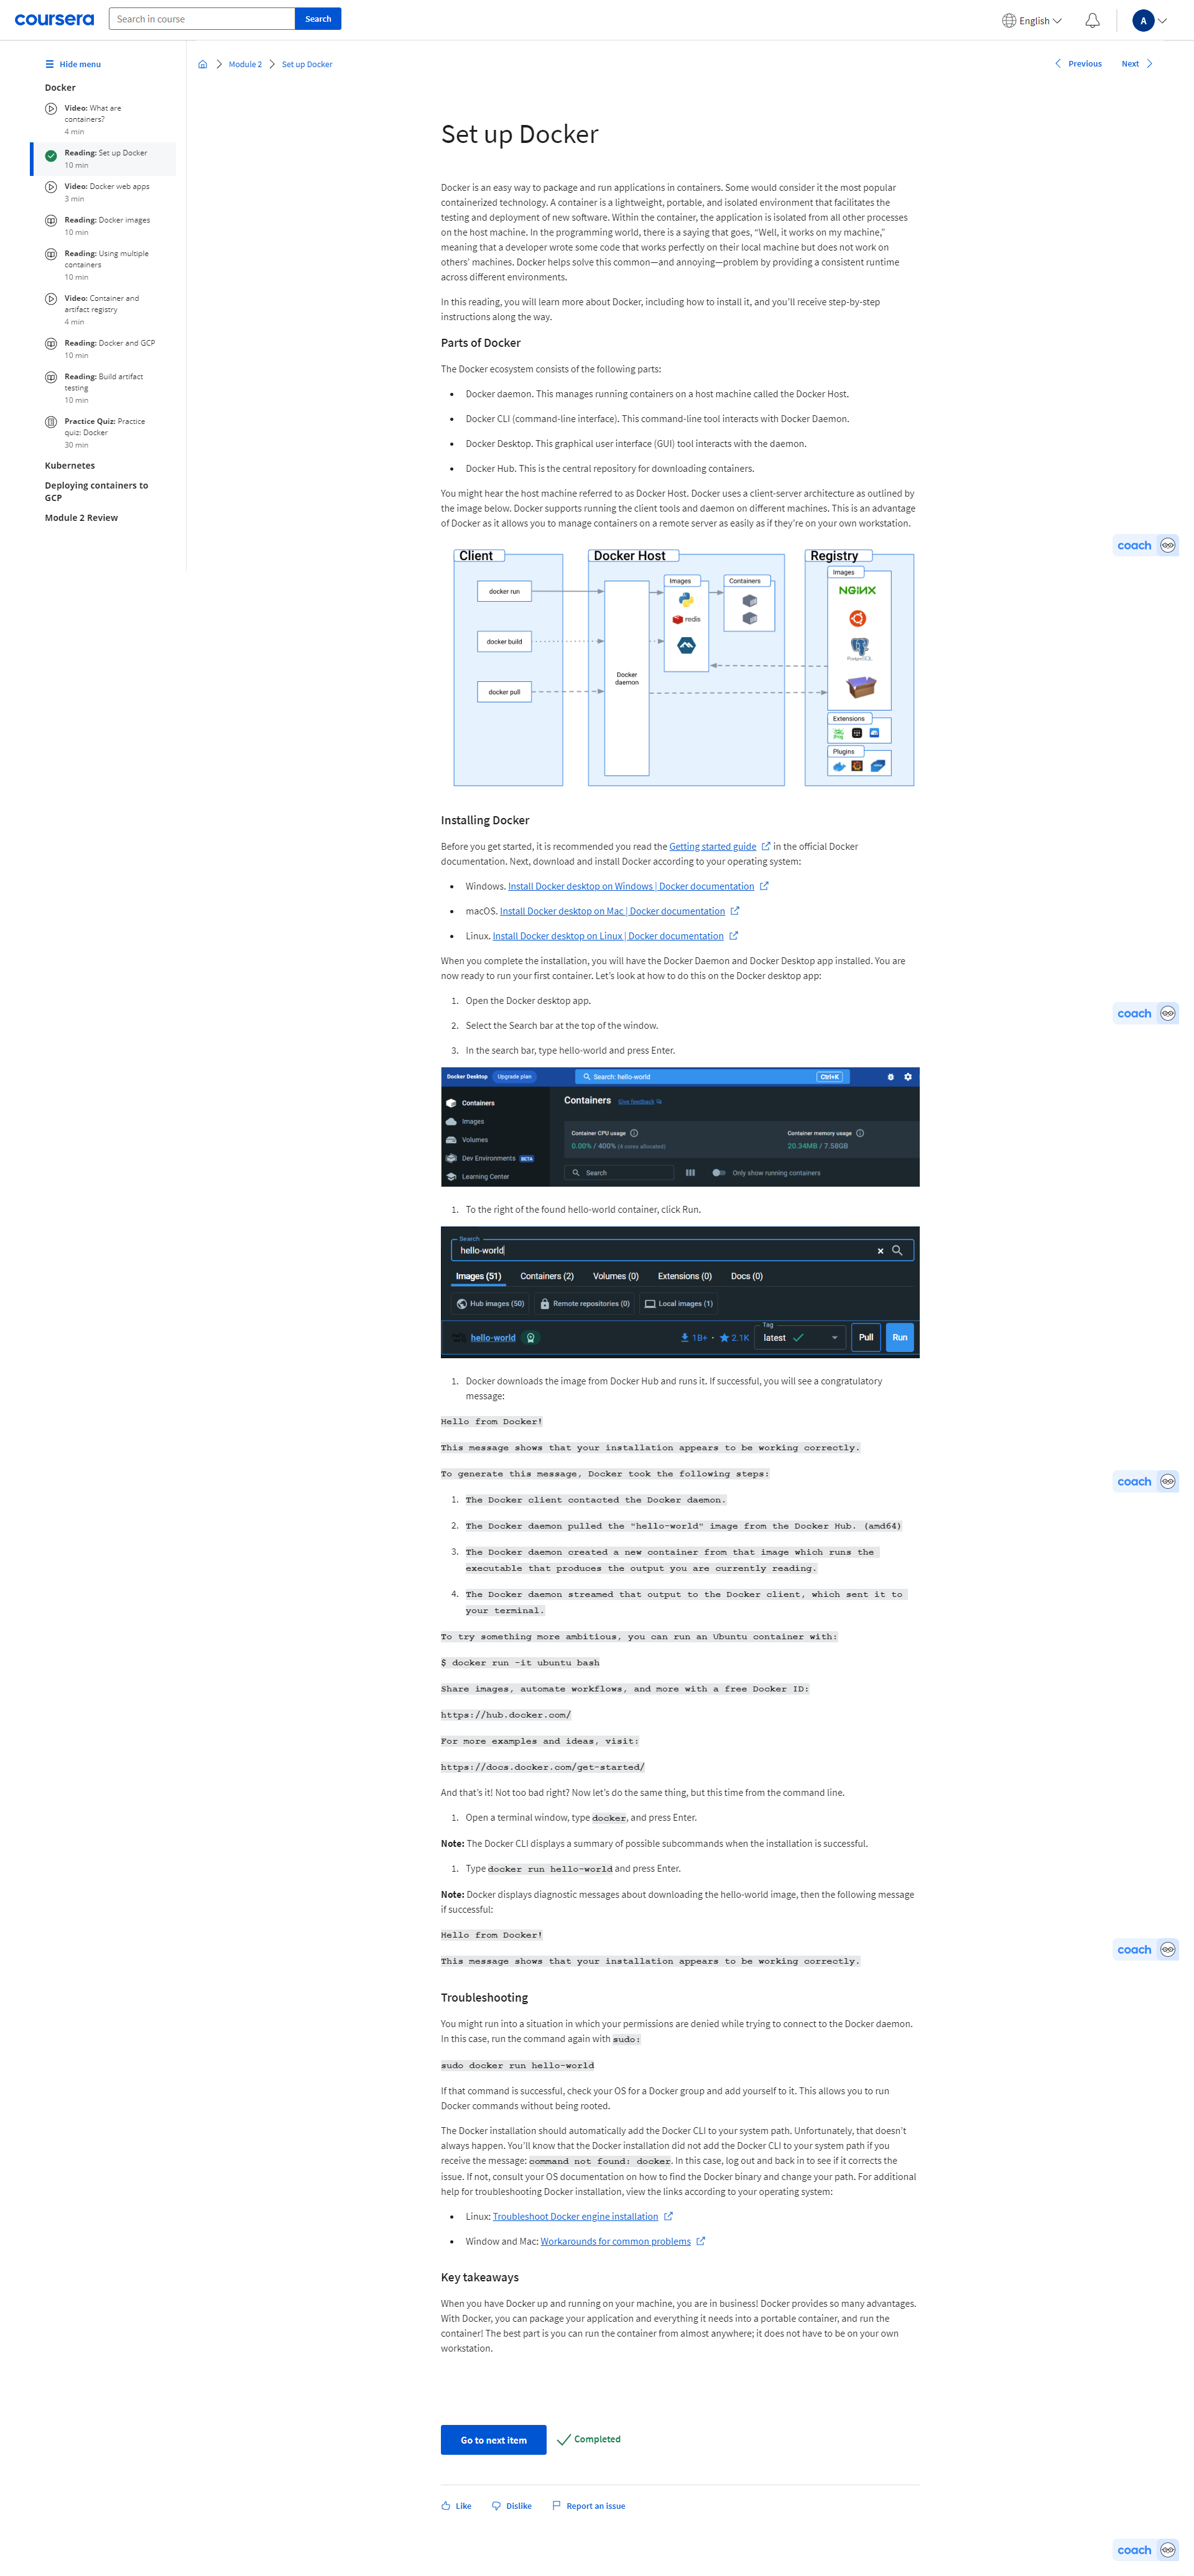 coursera
Search in course
Search
English
A
Hide menu
Docker
Video: What are
containers?
4 min
Reading: Set up Docker
10 min
Video: Docker web apps
3 min
Reading: Docker images
10 min
Reading: Using multiple
containers
10 min
Video: Container and
artifact registry
4 min
Reading: Docker and GCP
10 min
Reading: Build artifact
testing
10 min
Practice Quiz: Practice
quiz: Docker
30 min
Kubernetes
Deploying containers to
GCP
Module 2 Review
Module 2
Set up Docker
Previous
Next
Set up Docker
Docker is an easy way to package and run applications in containers. Some would consider it the most popular
containerized technology. A container is a lightweight, portable, and isolated environment that facilitates the
testing and deployment of new software. Within the container, the application is isolated from all other processes
on the host machine. In the programming world, there is a saying that goes, “Well, it works on my machine,”
meaning that a developer wrote some code that works perfectly on their local machine but does not work on
others’ machines. Docker helps solve this common—and annoying—problem by providing a consistent runtime
across different environments.
In this reading, you will learn more about Docker, including how to install it, and you’ll receive step-by-step
instructions along the way.
Parts of Docker
The Docker ecosystem consists of the following parts:
• Docker daemon. This manages running containers on a host machine called the Docker Host.
• Docker CLI (command-line interface). This command-line tool interacts with Docker Daemon.
• Docker Desktop. This graphical user interface (GUI) tool interacts with the daemon.
• Docker Hub. This is the central repository for downloading containers.
You might hear the host machine referred to as Docker Host. Docker uses a client-server architecture as outlined by
the image below. Docker supports running the client tools and daemon on different machines. This is an advantage
of Docker as it allows you to manage containers on a remote server as easily as if they’re on your own workstation.
coach
Client
docker run
docker build
docker pull
Docker Host
Docker
daemon
Images
redis
Containers
Registry
Images
NGINX
PostgreSQL
Extensions
Plugins
Installing Docker
Before you get started, it is recommended you read the Getting started guide in the official Docker
documentation. Next, download and install Docker according to your operating system:
• Windows. Install Docker desktop on Windows | Docker documentation
• macOS. Install Docker desktop on Mac | Docker documentation
• Linux. Install Docker desktop on Linux | Docker documentation
When you complete the installation, you will have the Docker Daemon and Docker Desktop app installed. You are
now ready to run your first container. Let’s look at how to do this on the Docker desktop app:
1. Open the Docker desktop app.
coach
2. Select the Search bar at the top of the window.
3. In the search bar, type hello-world and press Enter.
Docker Desktop
Upgrade plan
Search: hello-world
Ctrl+K
Containers
Images
Volumes
Dev Environments BETA
Learning Center
Containers
Give feedback
Container CPU usage
0.00% / 400% (4 cores allocated)
Container memory usage
20.34MB / 7.58GB
Search
Only show running containers
1. To the right of the found hello-world container, click Run.
Search
hello-world
Images (51)
Containers (2)
Volumes (0)
Extensions (0)
Docs (0)
Hub images (50)
Remote repositories (0)
Local images (1)
hello-world
1B+ · 2.1K
Tag
latest
Pull
Run
1. Docker downloads the image from Docker Hub and runs it. If successful, you will see a congratulatory
message:
Hello from Docker!
This message shows that your installation appears to be working correctly.
To generate this message, Docker took the following steps:
coach
1. The Docker client contacted the Docker daemon.
2. The Docker daemon pulled the "hello-world" image from the Docker Hub. (amd64)
3. The Docker daemon created a new container from that image which runs the
executable that produces the output you are currently reading.
4. The Docker daemon streamed that output to the Docker client, which sent it to
your terminal.
To try something more ambitious, you can run an Ubuntu container with:
$ docker run -it ubuntu bash
Share images, automate workflows, and more with a free Docker ID:
https://hub.docker.com/
For more examples and ideas, visit:
https://docs.docker.com/get-started/
And that’s it! Not too bad right? Now let’s do the same thing, but this time from the command line.
1. Open a terminal window, type docker, and press Enter.
Note: The Docker CLI displays a summary of possible subcommands when the installation is successful.
1. Type docker run hello-world and press Enter.
Note: Docker displays diagnostic messages about downloading the hello-world image, then the following message
if successful:
Hello from Docker!
coach
This message shows that your installation appears to be working correctly.
Troubleshooting
You might run into a situation in which your permissions are denied while trying to connect to the Docker daemon.
In this case, run the command again with sudo:
sudo docker run hello-world
If that command is successful, check your OS for a Docker group and add yourself to it. This allows you to run
Docker commands without being rooted.
The Docker installation should automatically add the Docker CLI to your system path. Unfortunately, that doesn’t
always happen. You’ll know that the Docker installation did not add the Docker CLI to your system path if you
receive the message: command not found: docker. In this case, log out and back in to see if it corrects the
issue. If not, consult your OS documentation on how to find the Docker binary and change your path. For additional
help for troubleshooting Docker installation, view the links according to your operating system:
• Linux: Troubleshoot Docker engine installation
• Window and Mac: Workarounds for common problems
Key takeaways
When you have Docker up and running on your machine, you are in business! Docker provides so many advantages.
With Docker, you can package your application and everything it needs into a portable container, and run the
container! The best part is you can run the container from almost anywhere; it does not have to be on your own
workstation.
Go to next item
Completed
Like
Dislike
Report an issue
coach